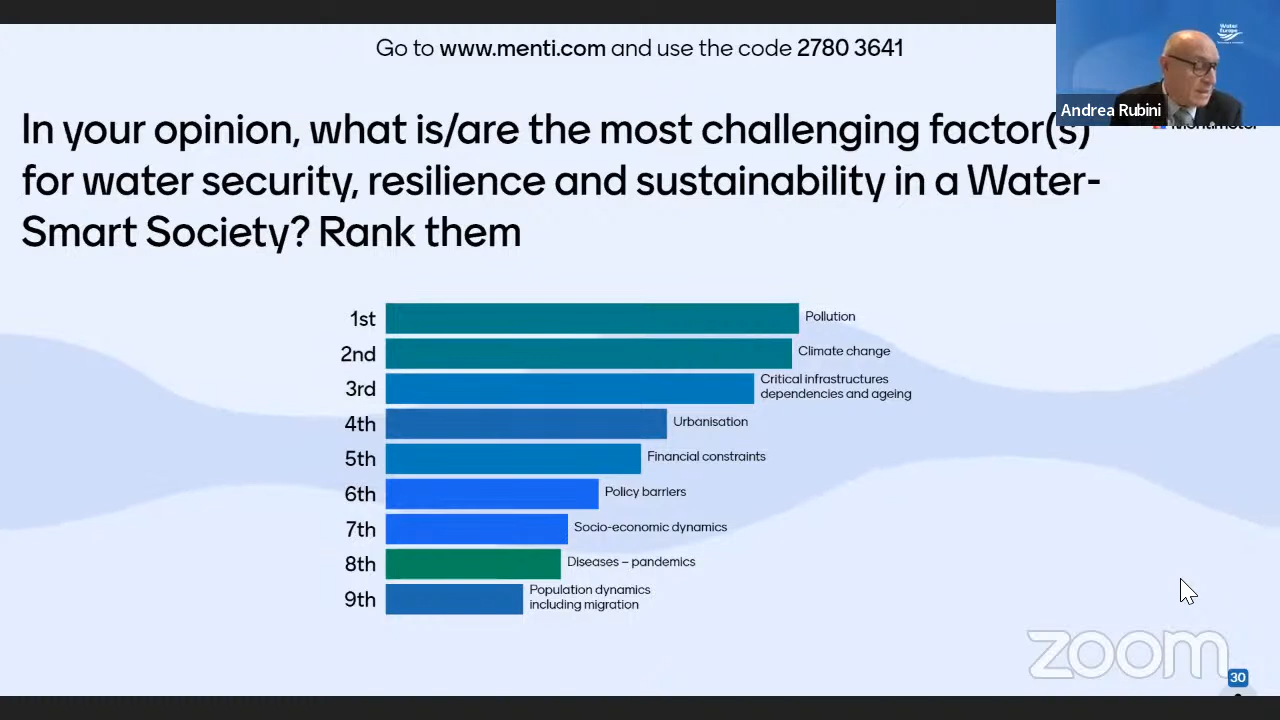 Go to www.menti.com and use the code 2780 3641
Water
Europe
Andrea Rubini
Mentimeter
In your opinion, what is/are the most challenging factor(s)
for water security, resilience and sustainability in a Water-
Smart Society? Rank them
1st Pollution
2nd Climate change
3rd Critical infrastructures
dependencies and ageing
4th Urbanisation
5th Financial constraints
6th Policy barriers
7th Socio-economic dynamics
8th Diseases – pandemics
9th Population dynamics
including migration
zoom
30